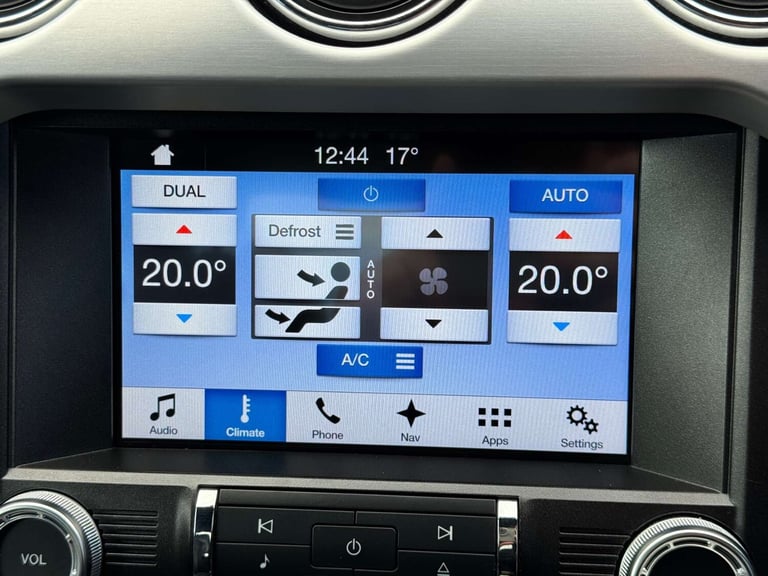 12:44 17°
DUAL
AUTO
Defrost
20.0°
AUTO
20.0°
A/C
Audio
Climate
Phone
Nav
Apps
Settings
VOL